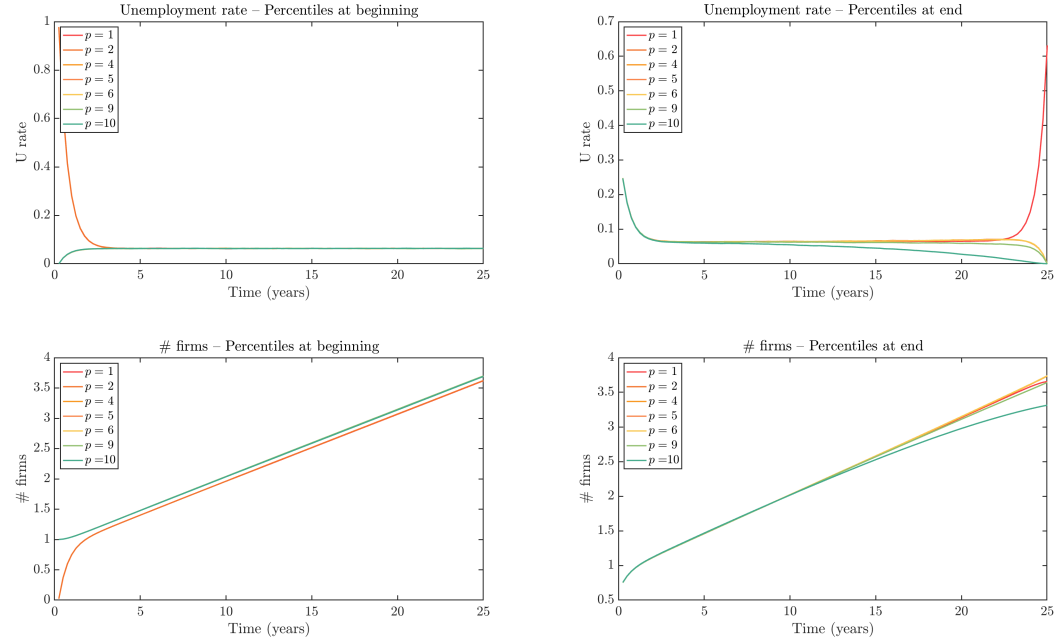 Unemployment rate – Percentiles at beginning
1
0.8
0.6
0.4
0.2
0
U rate
p = 1
p = 2
p = 4
p = 5
p = 6
p = 9
p =10
0 5 10 15 20 25
Time (years)
Unemployment rate – Percentiles at end
0.7
0.6
0.5
0.4
0.3
0.2
0.1
0
U rate
p = 1
p = 2
p = 4
p = 5
p = 6
p = 9
p =10
0 5 10 15 20 25
Time (years)
# firms – Percentiles at beginning
4
3.5
3
2.5
2
1.5
1
0.5
0
# firms
p = 1
p = 2
p = 4
p = 5
p = 6
p = 9
p =10
0 5 10 15 20 25
Time (years)
# firms – Percentiles at end
4
3.5
3
2.5
2
1.5
1
0.5
# firms
p = 1
p = 2
p = 4
p = 5
p = 6
p = 9
p =10
0 5 10 15 20 25
Time (years)